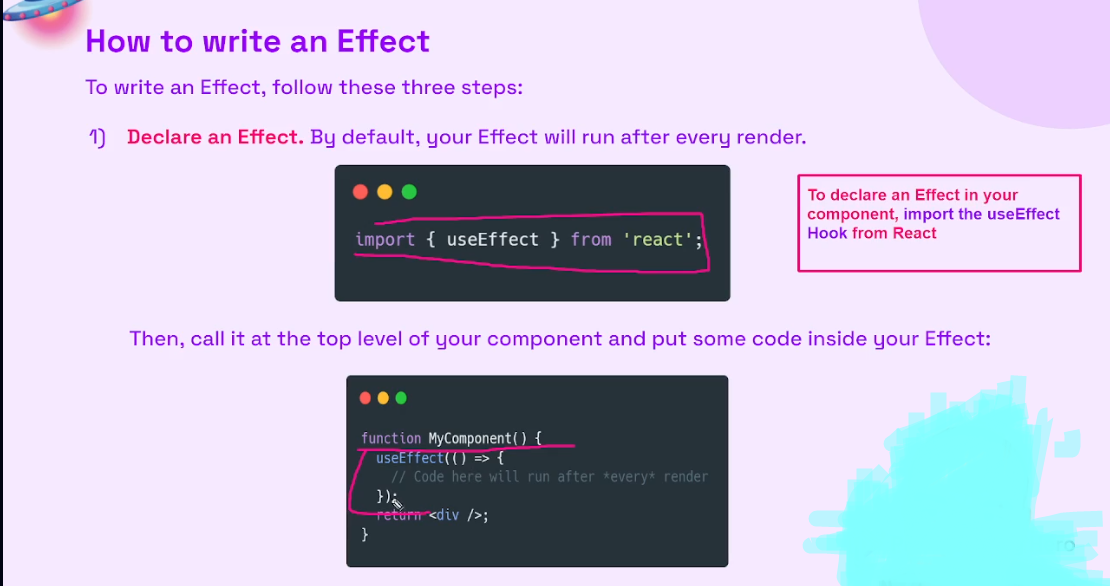 How to write an Effect
To write an Effect, follow these three steps:
1) Declare an Effect. By default, your Effect will run after every render.
import { useEffect } from 'react';
To declare an Effect in your
component, import the useEffect
Hook from React
Then, call it at the top level of your component and put some code inside your Effect:
function MyComponent() {
useEffect(() => {
// Code here will run after *every* render
});
return <div />;
}